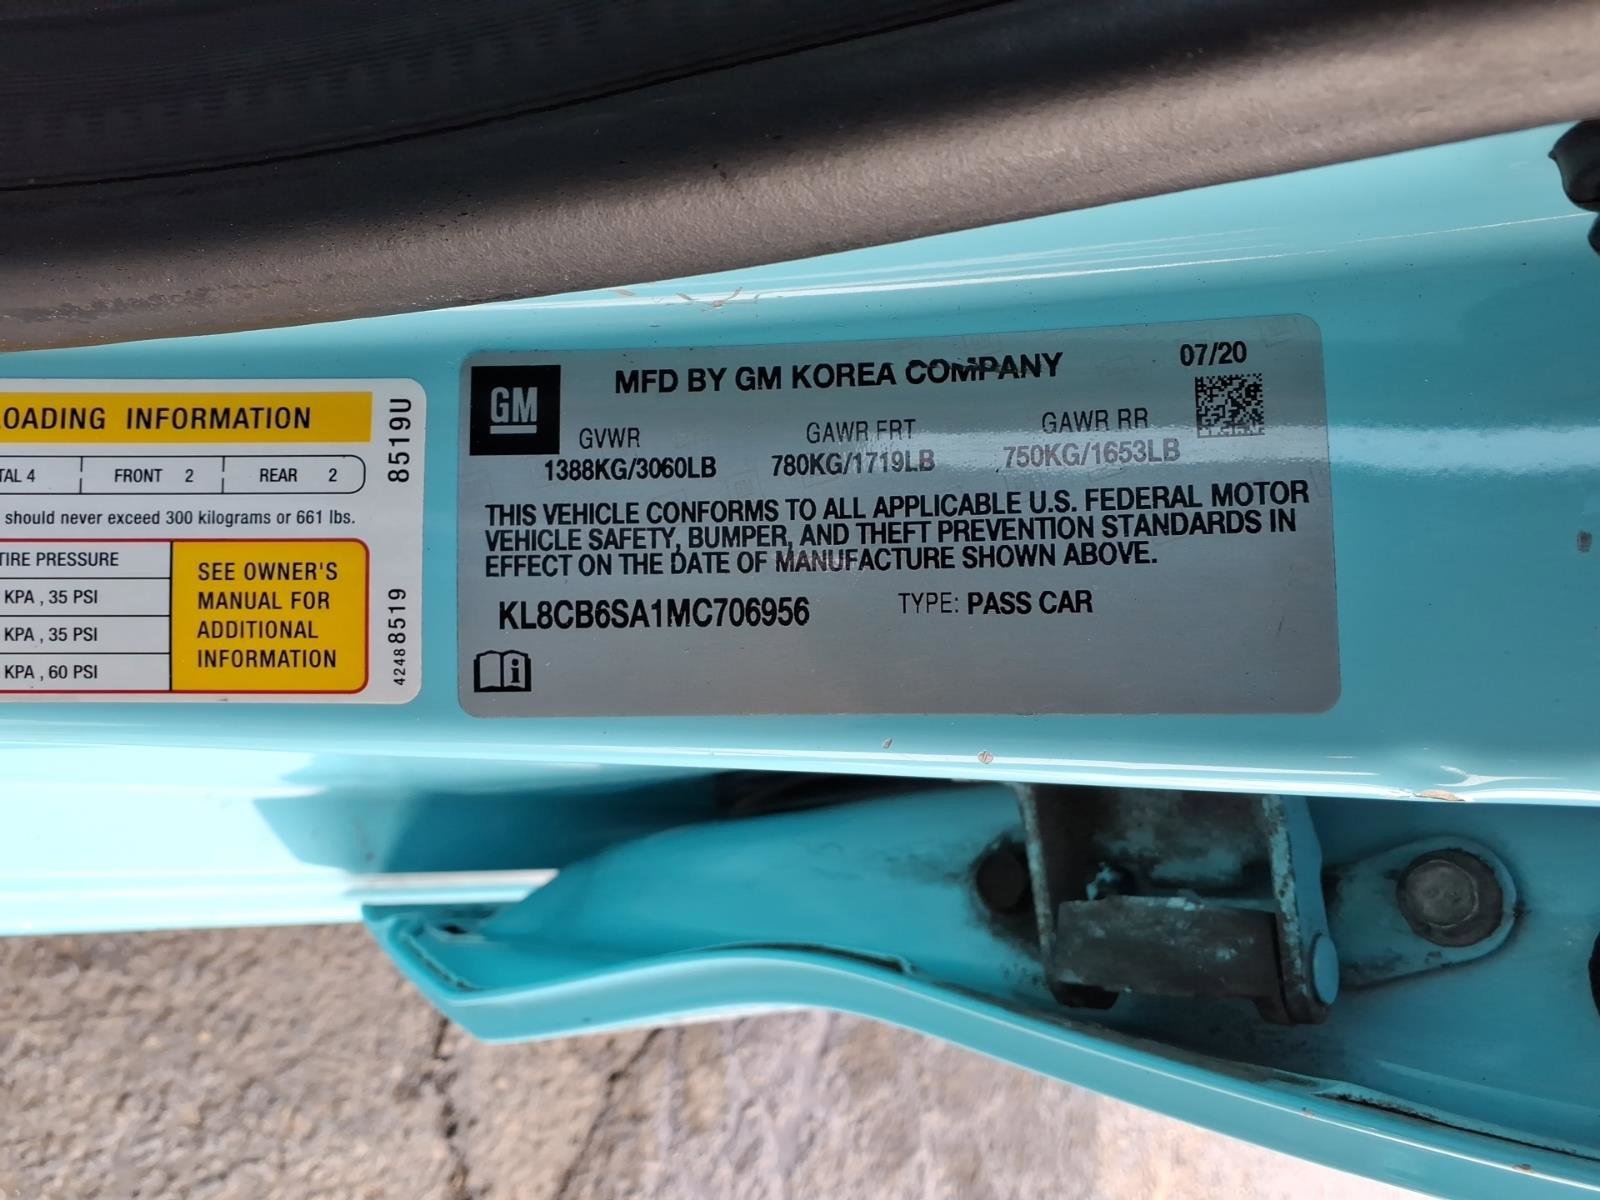 LOADING INFORMATION
TAL 4 FRONT 2 REAR 2
should never exceed 300 kilograms or 661 lbs.
TIRE PRESSURE
KPA , 35 PSI
KPA , 35 PSI
KPA , 60 PSI
SEE OWNER'S
MANUAL FOR
ADDITIONAL
INFORMATION
8519U
42488519
GM
MFD BY GM KOREA COMPANY
07/20
GVWR GAWR FRT GAWR RR
1388KG/3060LB 780KG/1719LB 750KG/1653LB
THIS VEHICLE CONFORMS TO ALL APPLICABLE U.S. FEDERAL MOTOR
VEHICLE SAFETY, BUMPER, AND THEFT PREVENTION STANDARDS IN
EFFECT ON THE DATE OF MANUFACTURE SHOWN ABOVE.
KL8CB6SA1MC706956 TYPE: PASS CAR
i